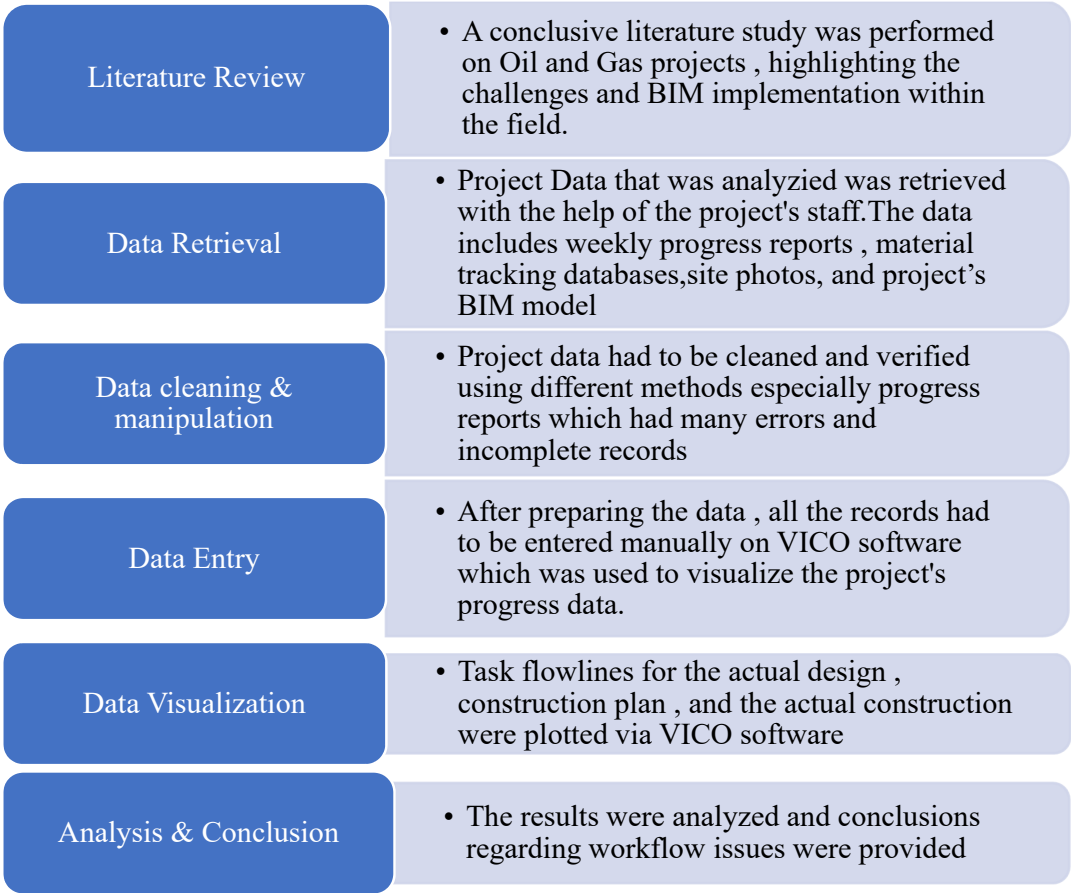 Literature Review
• A conclusive literature study was performed
on Oil and Gas projects , highlighting the
challenges and BIM implementation within
the field.
Data Retrieval
• Project Data that was analyzied was retrieved
with the help of the project's staff.The data
includes weekly progress reports , material
tracking databases,site photos, and project’s
BIM model
Data cleaning &
manipulation
• Project data had to be cleaned and verified
using different methods especially progress
reports which had many errors and
incomplete records
Data Entry
• After preparing the data , all the records had
to be entered manually on VICO software
which was used to visualize the project's
progress data.
Data Visualization
• Task flowlines for the actual design ,
construction plan , and the actual construction
were plotted via VICO software
Analysis & Conclusion
• The results were analyzed and conclusions
regarding workflow issues were provided